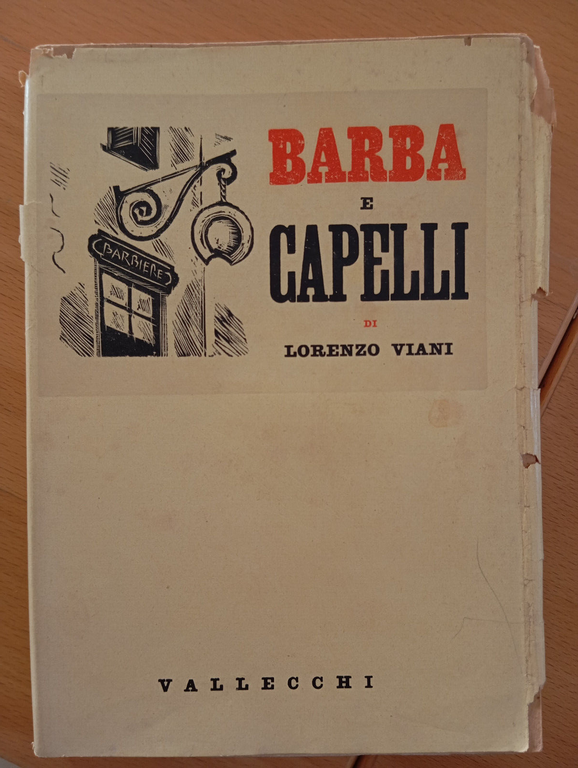 BARBA
E
CAPELLI
DI
LORENZO VIANI
BARBIERE
VALLECCHI